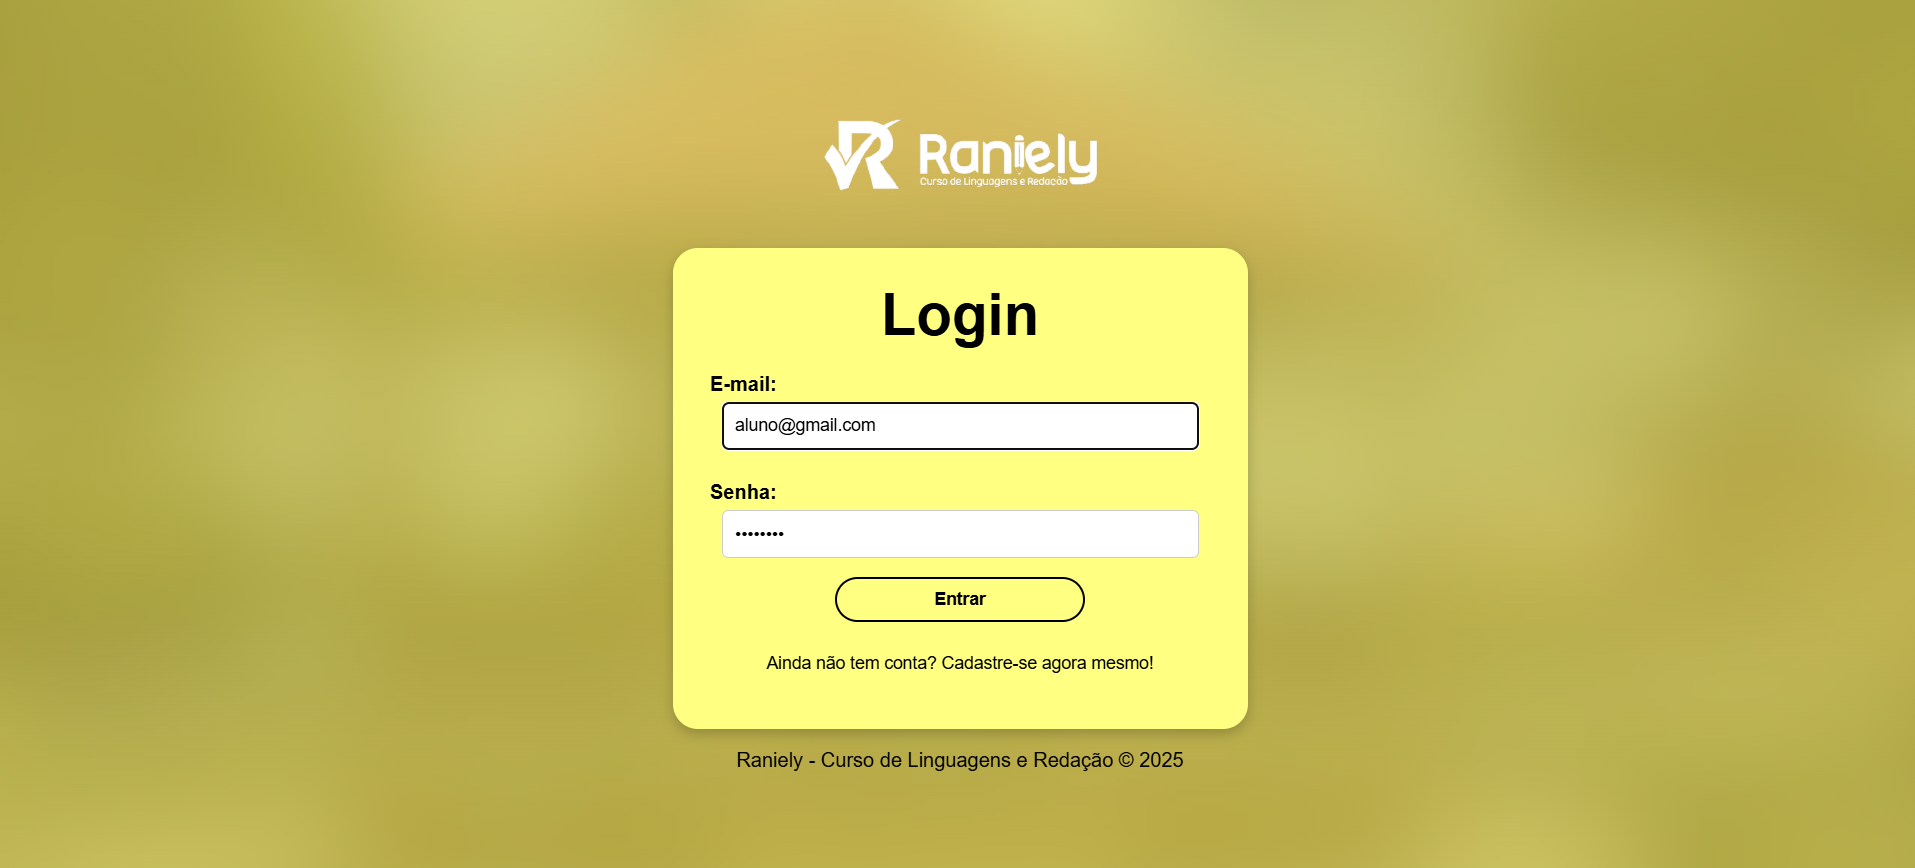 Raniely
Curso de Linguagens e Redação
Login
E-mail:
aluno@gmail.com
Senha:
••••••••
Entrar
Ainda não tem conta? Cadastre-se agora mesmo!
Raniely - Curso de Linguagens e Redação © 2025